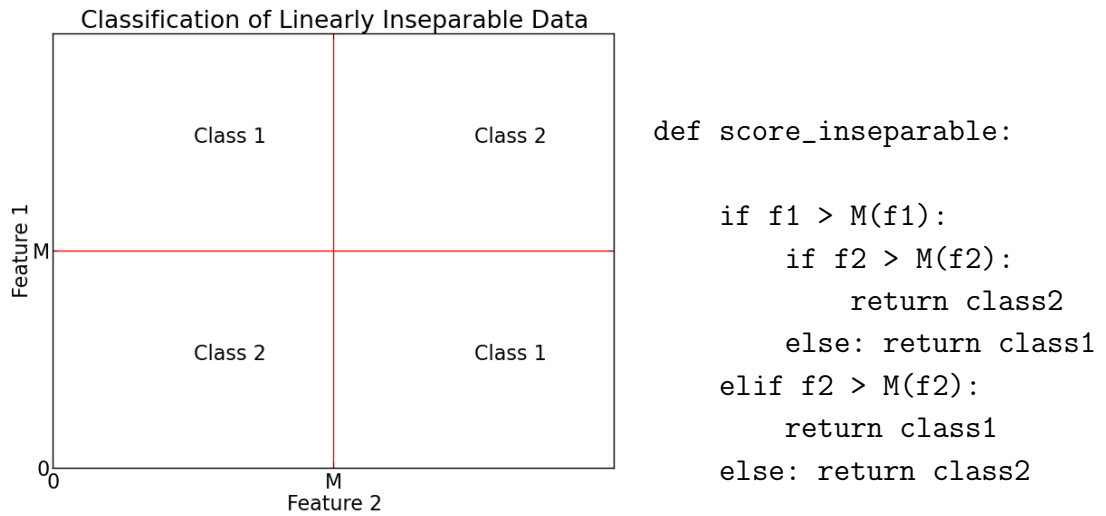 Classification of Linearly Inseparable Data
Class 1
Class 2
Feature 1
M
Class 2
Class 1
0
0
M
Feature 2
def score_inseparable:
if f1 > M(f1):
if f2 > M(f2):
return class2
else: return class1
elif f2 > M(f2):
return class1
else: return class2